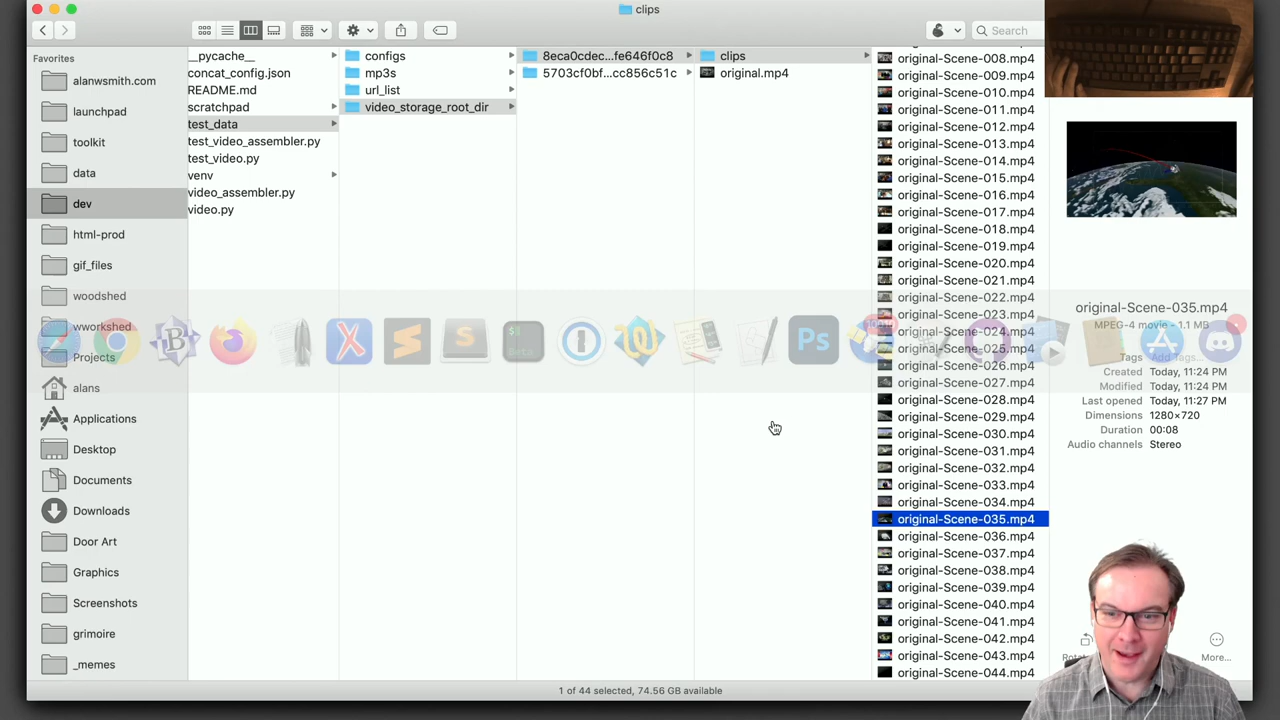 clips
Search
Favorites
alanwsmith.com
launchpad
toolkit
data
dev
html-prod
gif_files
woodshed
wworkshed
Projects
alans
Applications
Desktop
Documents
Downloads
Door Art
Graphics
Screenshots
grimoire
_memes
__pycache__
concat_config.json
README.md
scratchpad
test_data
test_video_assembler.py
test_video.py
venv
video_assembler.py
video.py
configs
mp3s
url_list
video_storage_root_dir
8eca0cdec...fe646f0c8
5703cf0bf...cc856c51c
clips
original.mp4
original-Scene-008.mp4
original-Scene-009.mp4
original-Scene-010.mp4
original-Scene-011.mp4
original-Scene-012.mp4
original-Scene-013.mp4
original-Scene-014.mp4
original-Scene-015.mp4
original-Scene-016.mp4
original-Scene-017.mp4
original-Scene-018.mp4
original-Scene-019.mp4
original-Scene-020.mp4
original-Scene-021.mp4
original-Scene-022.mp4
original-Scene-023.mp4
original-Scene-024.mp4
original-Scene-025.mp4
original-Scene-026.mp4
original-Scene-027.mp4
original-Scene-028.mp4
original-Scene-029.mp4
original-Scene-030.mp4
original-Scene-031.mp4
original-Scene-032.mp4
original-Scene-033.mp4
original-Scene-034.mp4
original-Scene-035.mp4
original-Scene-036.mp4
original-Scene-037.mp4
original-Scene-038.mp4
original-Scene-039.mp4
original-Scene-040.mp4
original-Scene-041.mp4
original-Scene-042.mp4
original-Scene-043.mp4
original-Scene-044.mp4
original-Scene-035.mp4
MPEG-4 movie - 1.1 MB
Tags Add Tags...
Created Today, 11:24 PM
Modified Today, 11:24 PM
Last opened Today, 11:27 PM
Dimensions 1280×720
Duration 00:08
Audio channels Stereo
More...
Ps
1 of 44 selected, 74.56 GB available